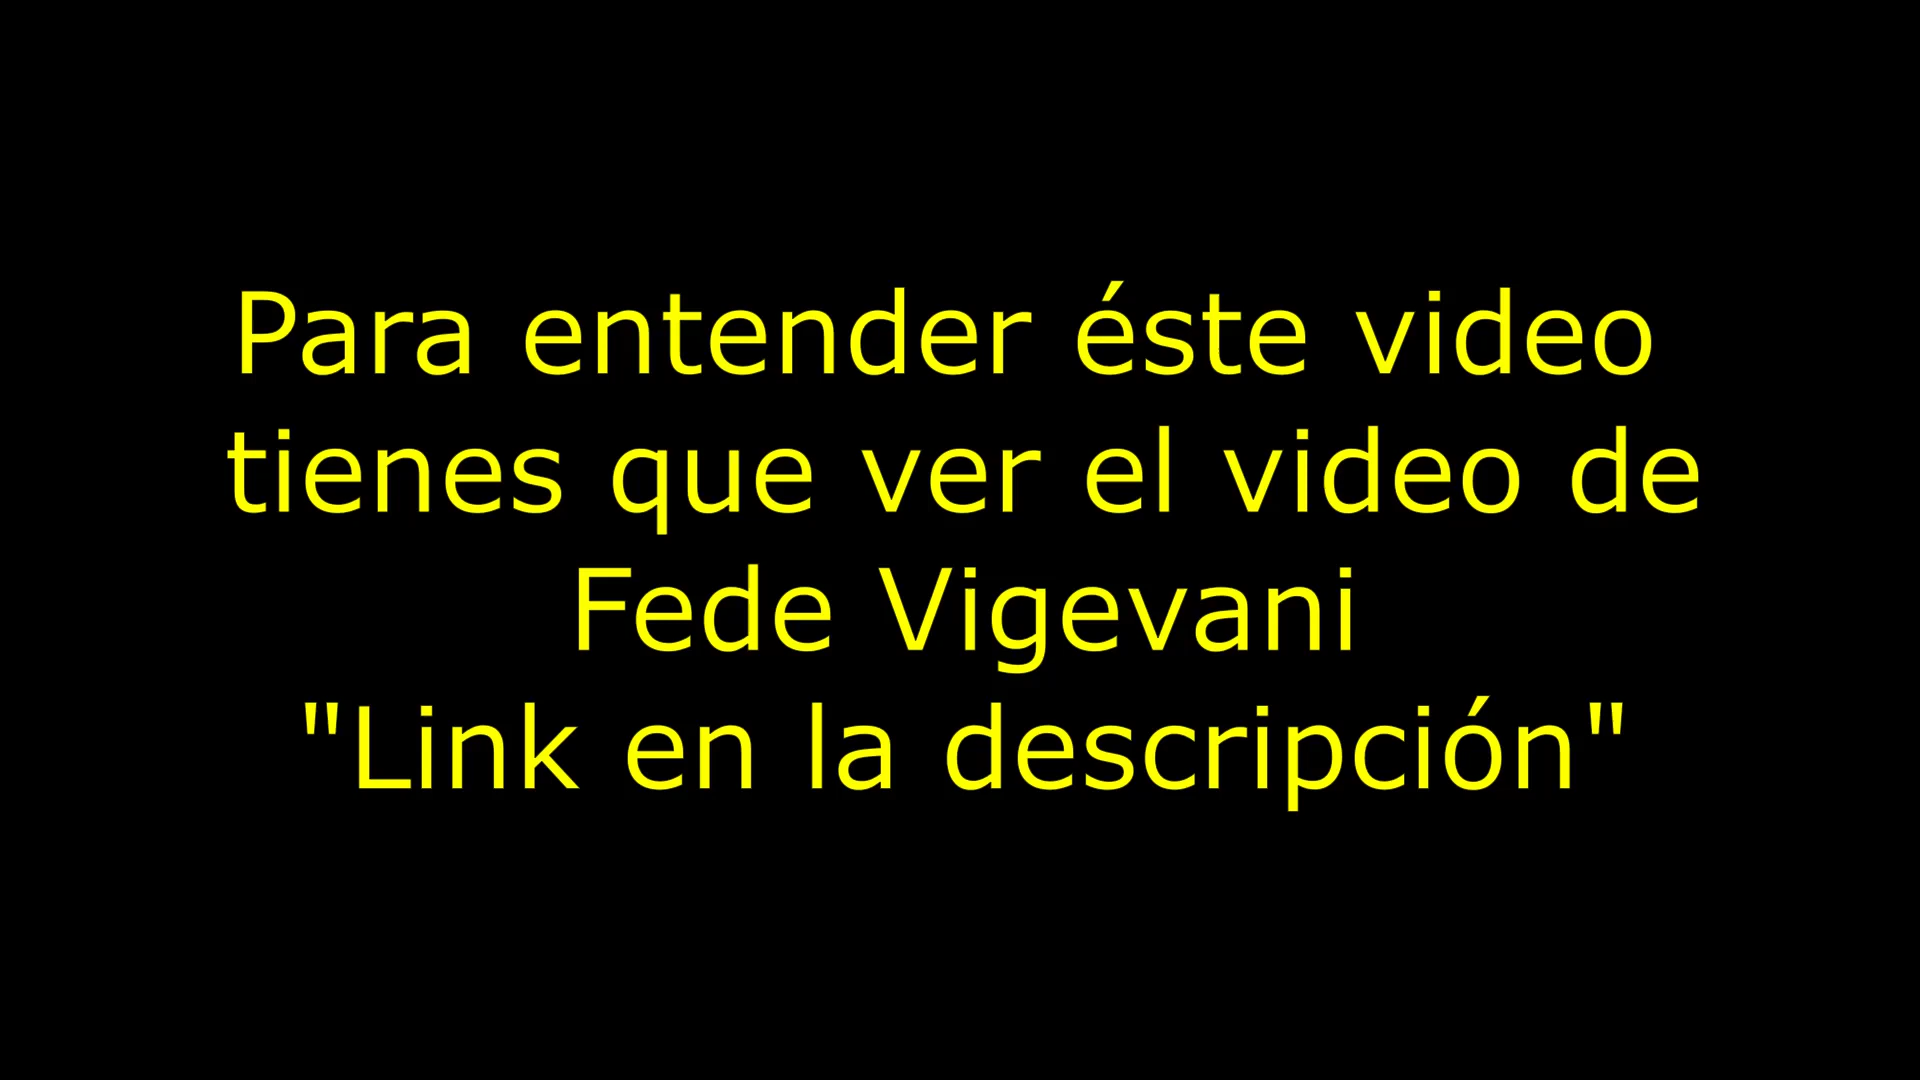 Para entender éste video
tienes que ver el video de
Fede Vigevani
"Link en la descripción"